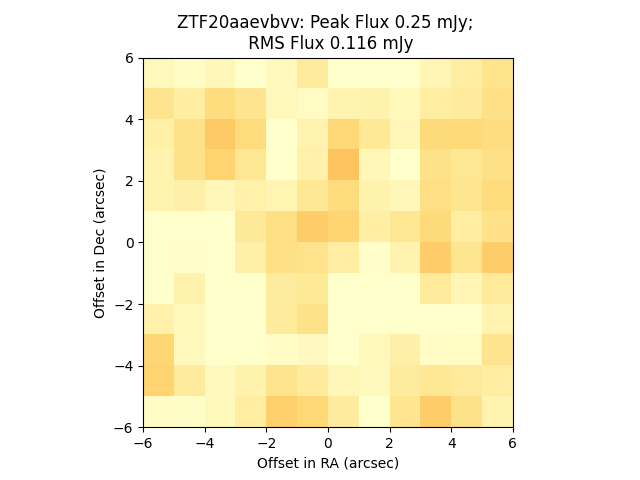 ZTF20aaevbvv: Peak Flux 0.25 mJy;
RMS Flux 0.116 mJy
6
4
2
0
−2
−4
−6
Offset in Dec (arcsec)
−6 −4 −2 0 2 4 6
Offset in RA (arcsec)